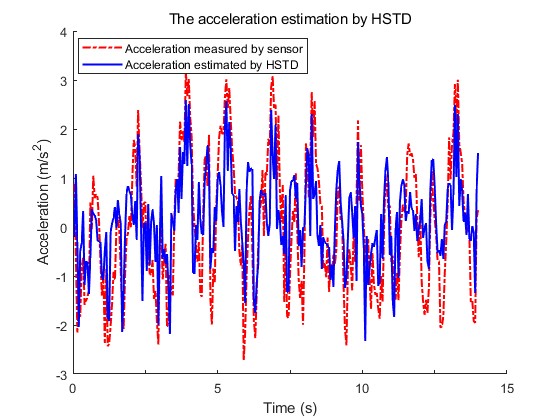 The acceleration estimation by HSTD
Acceleration measured by sensor
Acceleration estimated by HSTD
4
3
2
1
0
-1
-2
-3
Acceleration (m/s²)
0
5
10
15
Time (s)